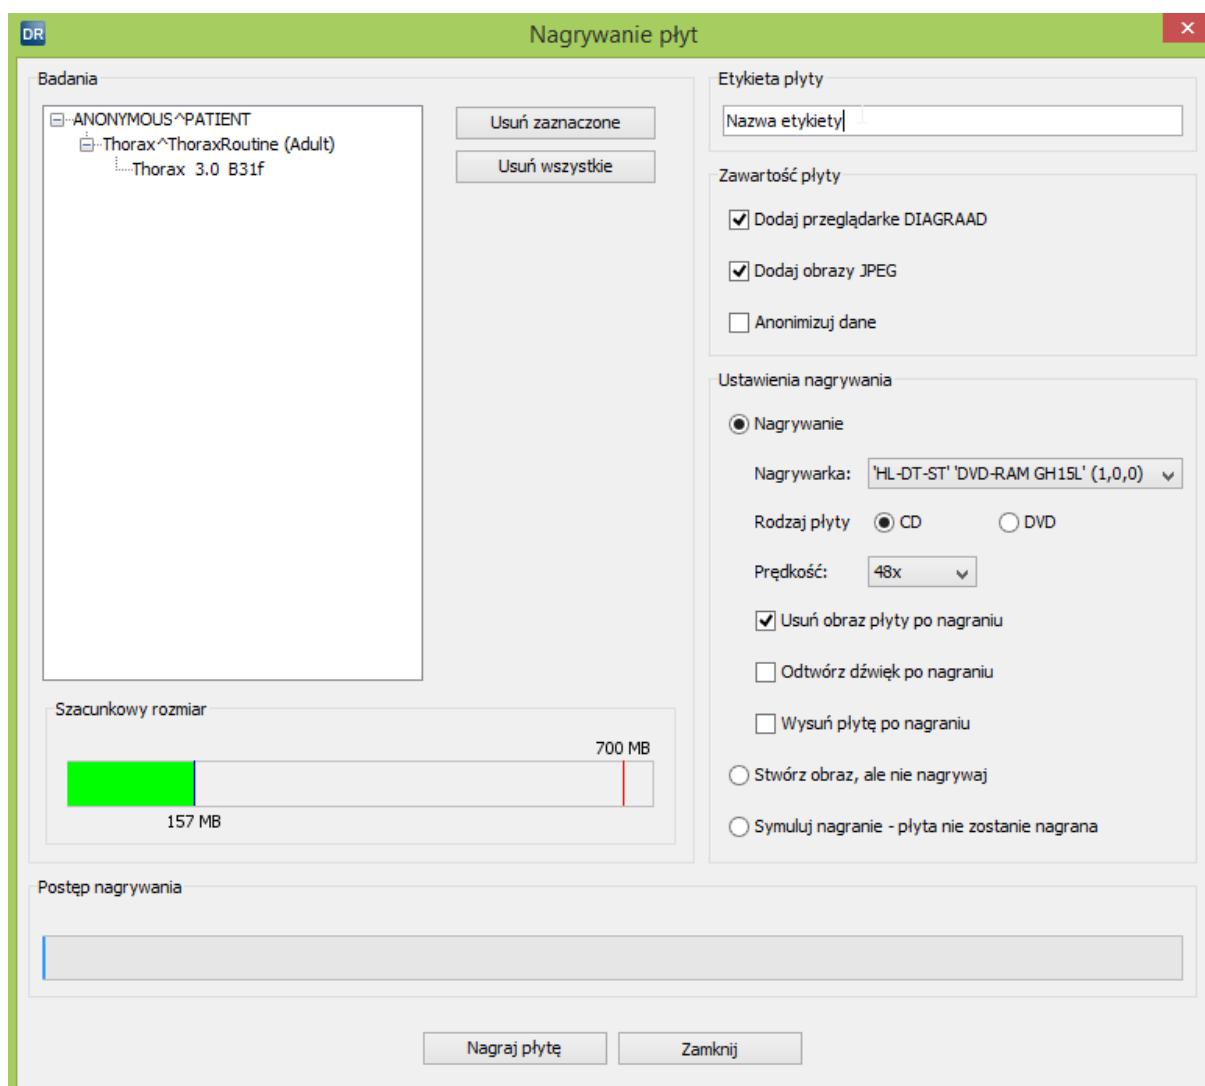 DR
Nagrywanie płyt
Badania
ANONYMOUS^PATIENT
Thorax^ThoraxRoutine (Adult)
Thorax 3.0 B31f
Usuń zaznaczone
Usuń wszystkie
Szacunkowy rozmiar
700 MB
157 MB
Etykieta płyty
Nazwa etykiety
Zawartość płyty
Dodaj przeglądarke DIAGRAAD
Dodaj obrazy JPEG
Anonimizuj dane
Ustawienia nagrywania
Nagrywanie
Nagrywarka: 'HL-DT-ST' 'DVD-RAM GH15L' (1,0,0)
Rodzaj płyty CD DVD
Prędkość: 48x
Usuń obraz płyty po nagraniu
Odtwórz dźwięk po nagraniu
Wysuń płytę po nagraniu
Stwórz obraz, ale nie nagrywaj
Symuluj nagranie - płyta nie zostanie nagrana
Postęp nagrywania
Nagraj płytę
Zamknij